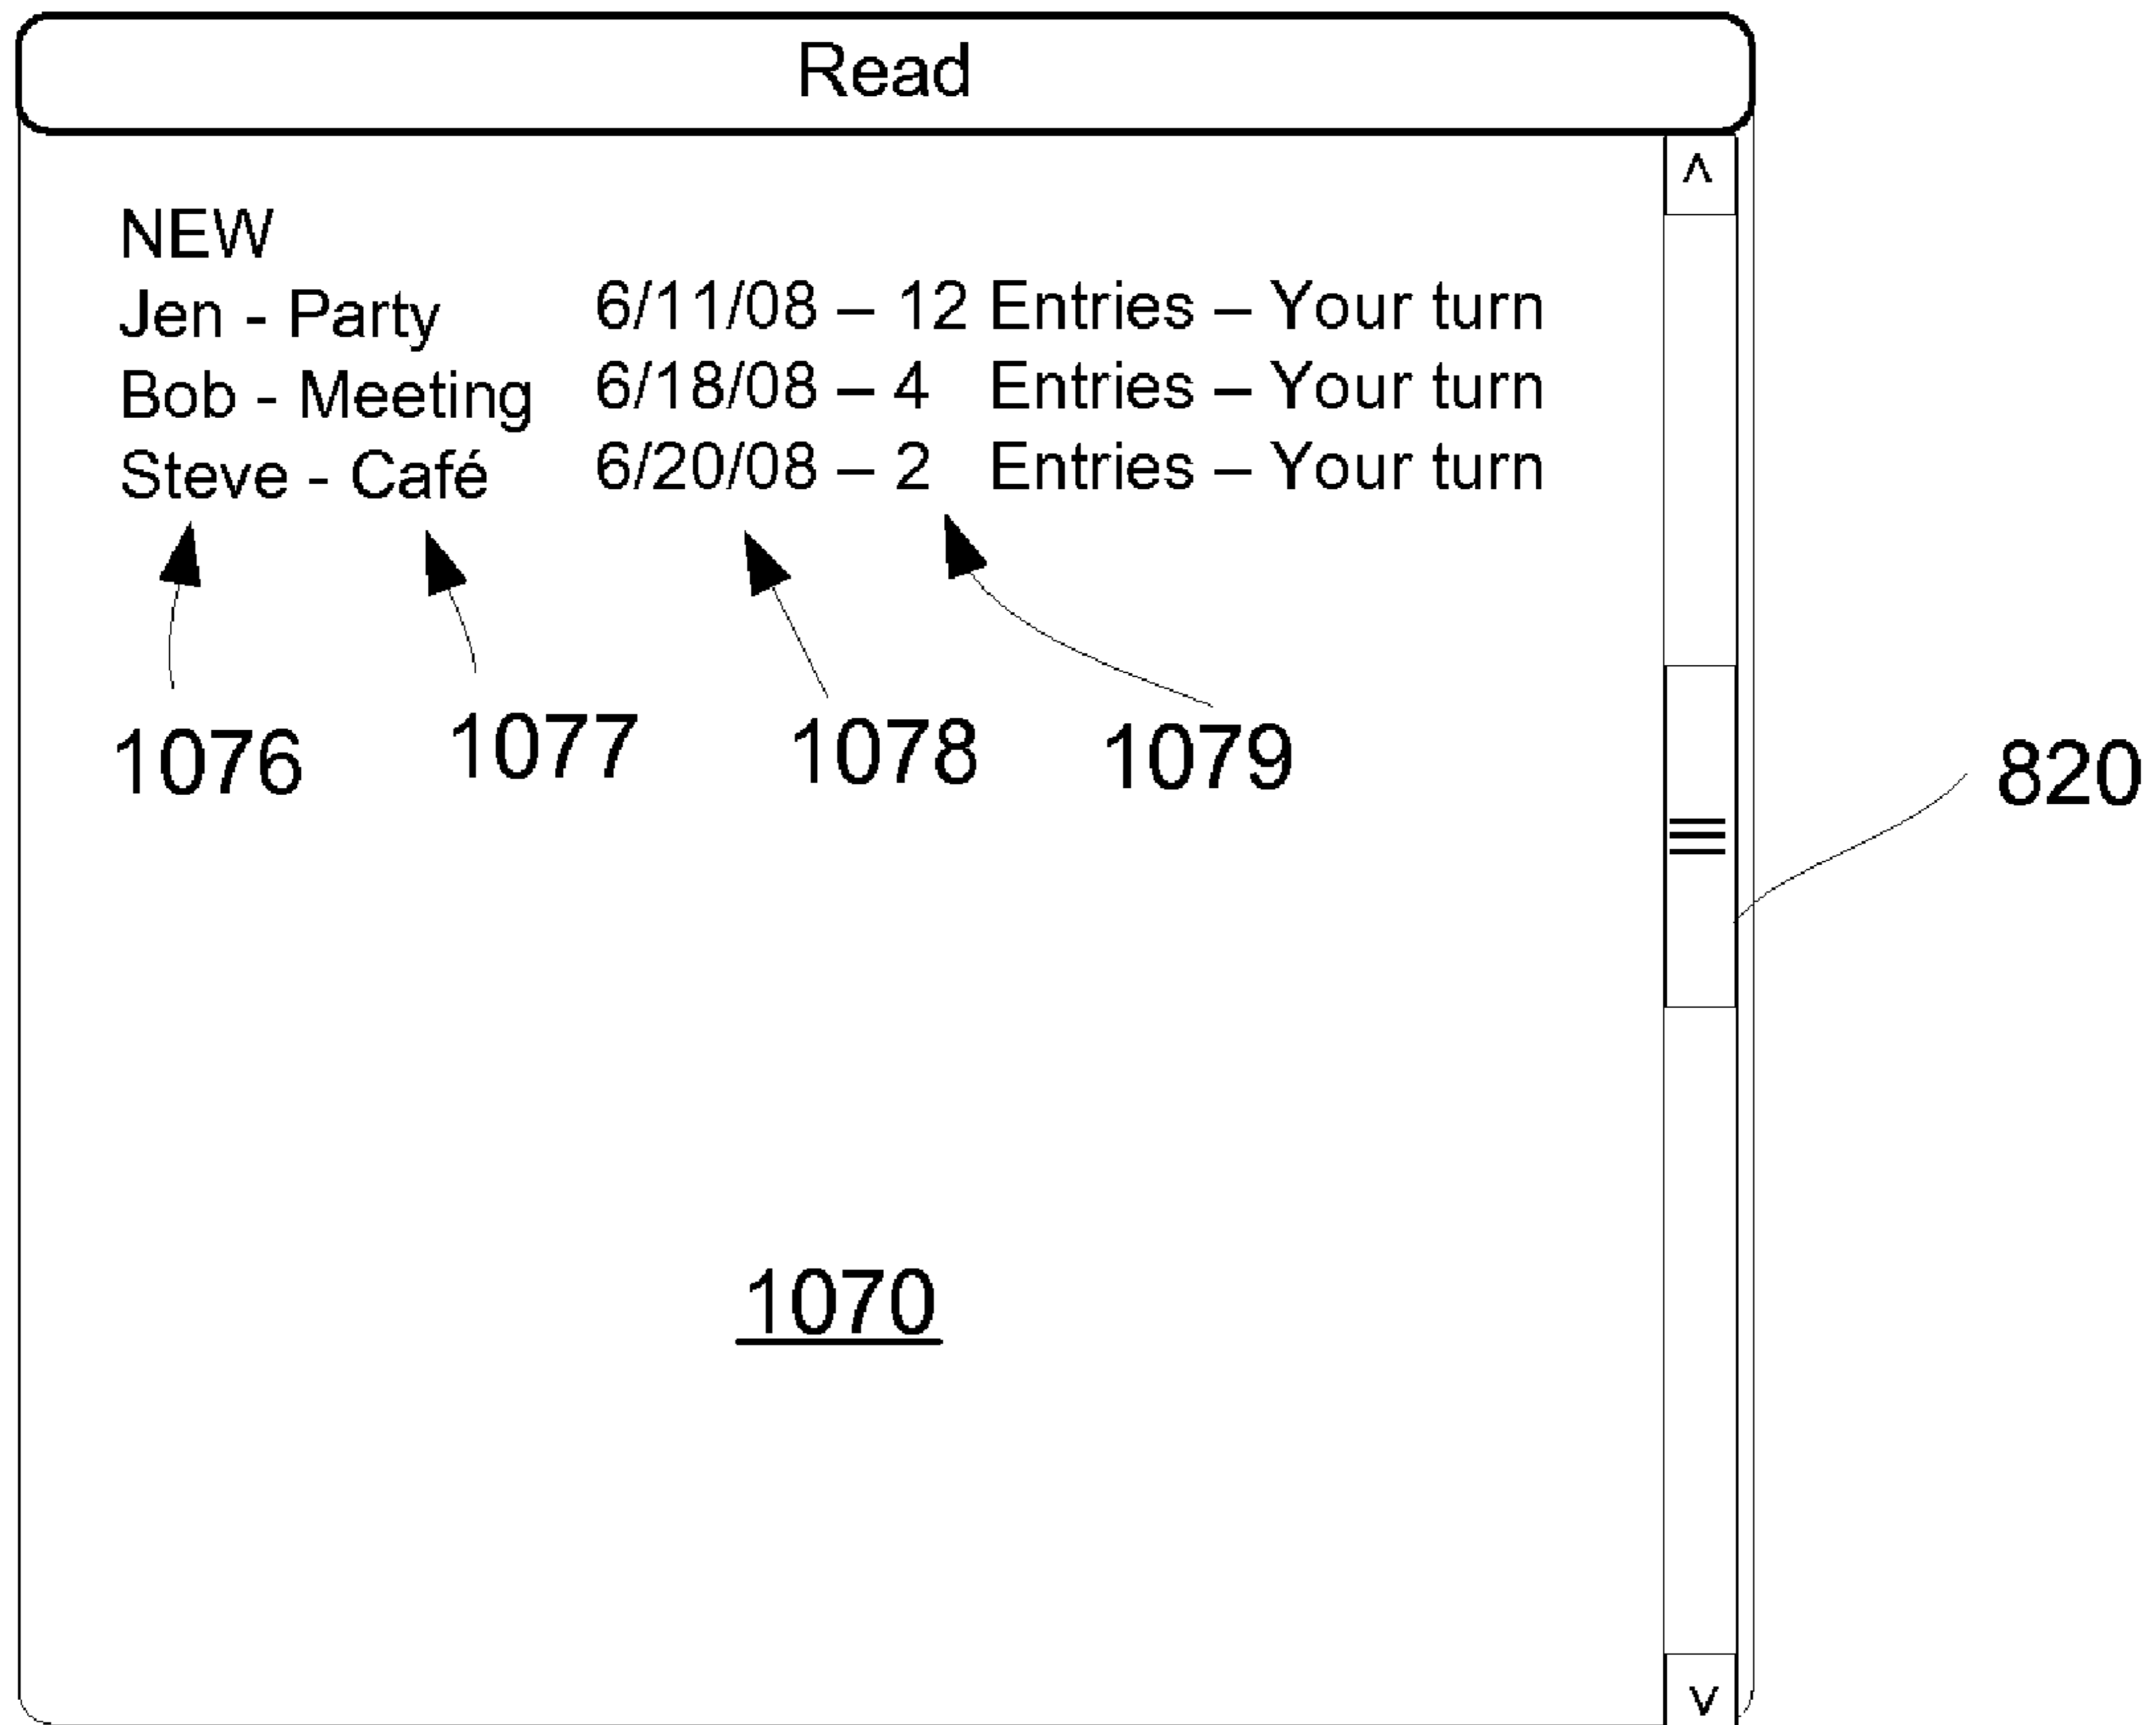 Read
^
NEW
Jen - Party 6/11/08 – 12 Entries – Your turn
Bob - Meeting 6/18/08 – 4 Entries – Your turn
Steve - Café 6/20/08 – 2 Entries – Your turn
1076 1077 1078 1079 820
1070
v